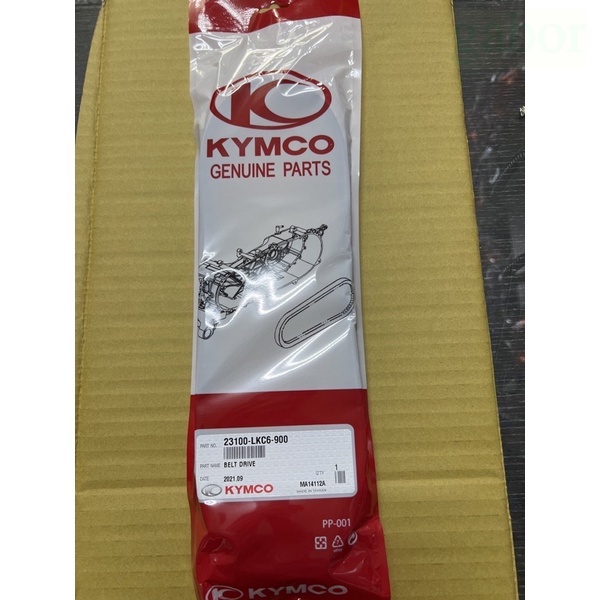 KYMCO
GENUINE PARTS
PART NO. 23100-LKC6-900
PART NAME BELT DRIVE
DATE 2021.09 Q'TY 1
KYMCO MA14112A
PP-001
KYMCO